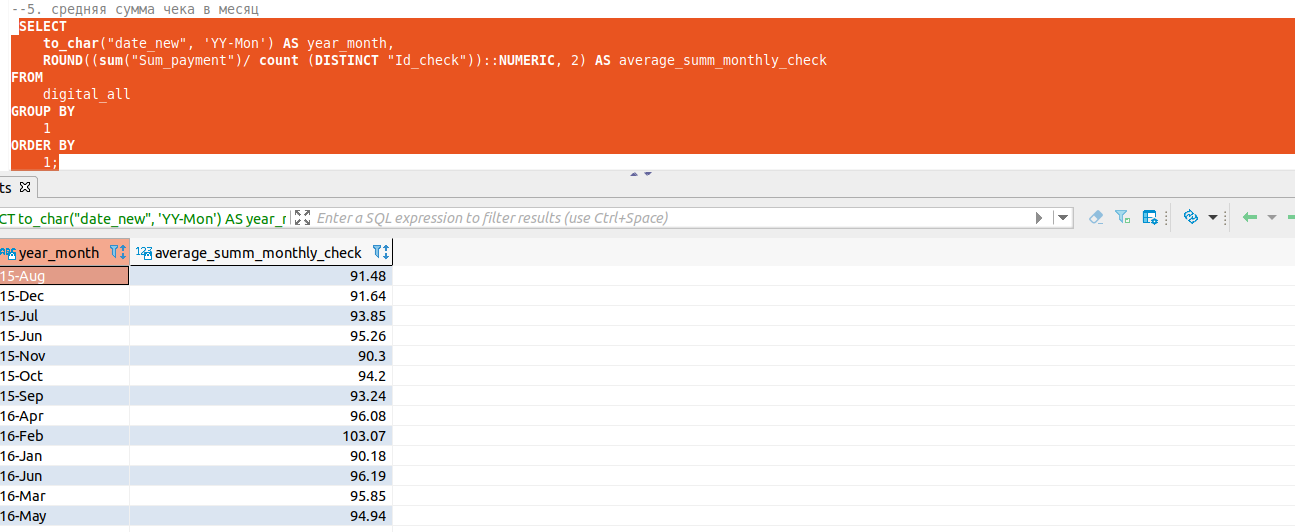 --5. средняя сумма чека в месяц
SELECT
to_char("date_new", 'YY-Mon') AS year_month,
ROUND((sum("Sum_payment")/ count (DISTINCT "Id_check"))::NUMERIC, 2) AS average_summ_monthly_check
FROM
digital_all
GROUP BY
1
ORDER BY
1;
ts
CT to_char("date_new", 'YY-Mon') AS year_r Enter a SQL expression to filter results (use Ctrl+Space)
ABC year_month 123 average_summ_monthly_check
15-Aug 91.48
15-Dec 91.64
15-Jul 93.85
15-Jun 95.26
15-Nov 90.3
15-Oct 94.2
15-Sep 93.24
16-Apr 96.08
16-Feb 103.07
16-Jan 90.18
16-Jun 96.19
16-Mar 95.85
16-May 94.94